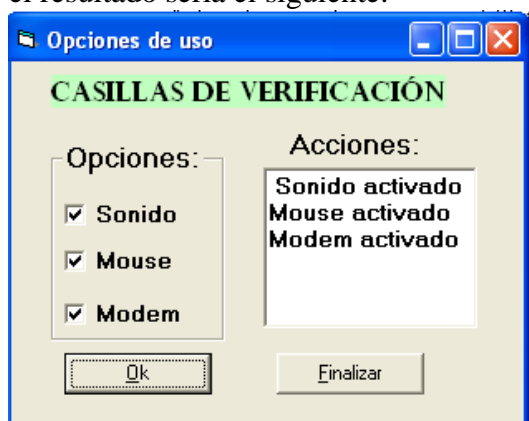 el resultado sería el siguiente:
Opciones de uso
CASILLAS DE VERIFICACIÓN
Opciones:
Sonido
Mouse
Modem
Acciones:
Sonido activado
Mouse activado
Modem activado
Ok
Finalizar